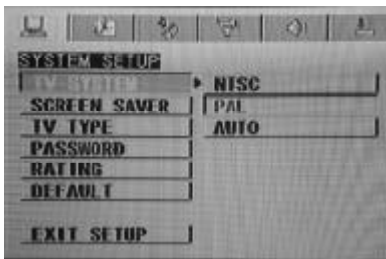 SYSTEM SETUP
TV SYSTEM
NTSC
SCREEN SAVER
PAL
TV TYPE
AUTO
PASSWORD
RATING
DEFAULT
EXIT SETUP